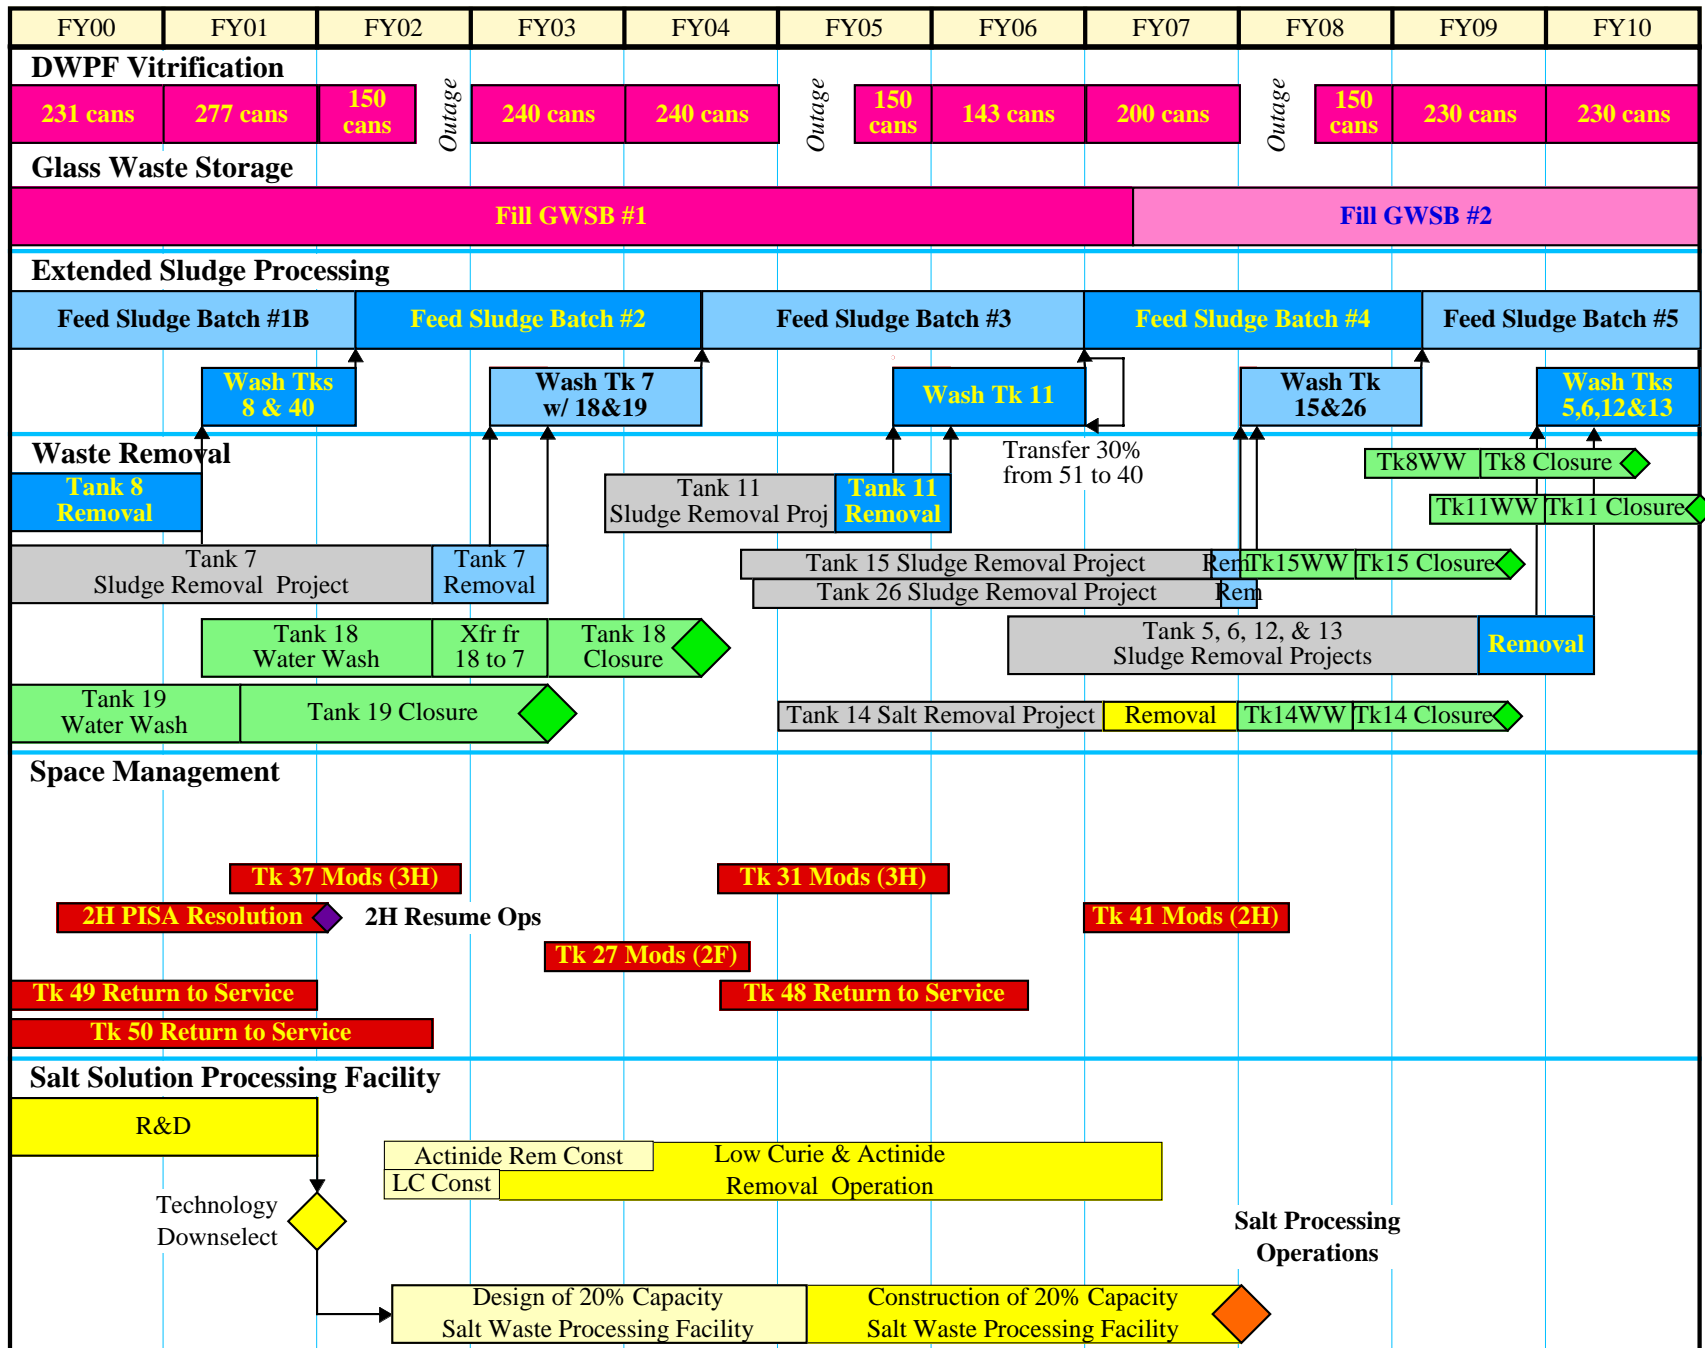 FY00 FY01 FY02 FY03 FY04 FY05 FY06 FY07 FY08 FY09 FY10
DWPF Vitrification
231 cans
277 cans
150
cans
Outage
240 cans
240 cans
Outage
150
cans
143 cans
200 cans
Outage
150
cans
230 cans
230 cans
Glass Waste Storage
Fill GWSB #1
Fill GWSB #2
Extended Sludge Processing
Feed Sludge Batch #1B
Feed Sludge Batch #2
Feed Sludge Batch #3
Feed Sludge Batch #4
Feed Sludge Batch #5
Wash Tks
8 & 40
Wash Tk 7
w/ 18&19
Wash Tk 11
Wash Tk
15&26
Wash Tks
5,6,12&13
Transfer 30%
from 51 to 40
Waste Removal
Tank 8
Removal
Tank 11
Sludge Removal Proj
Tank 11
Removal
Tk8WW
Tk8 Closure
Tk11WW
Tk11 Closure
Tank 7
Sludge Removal Project
Tank 7
Removal
Tank 15 Sludge Removal Project
Rem
Tk15WW
Tk15 Closure
Tank 26 Sludge Removal Project
Rem
Tank 18
Water Wash
Xfr fr
18 to 7
Tank 18
Closure
Tank 5, 6, 12, & 13
Sludge Removal Projects
Removal
Tank 19
Water Wash
Tank 19 Closure
Tank 14 Salt Removal Project
Removal
Tk14WW
Tk14 Closure
Space Management
Tk 37 Mods (3H)
Tk 31 Mods (3H)
2H PISA Resolution
2H Resume Ops
Tk 41 Mods (2H)
Tk 27 Mods (2F)
Tk 49 Return to Service
Tk 48 Return to Service
Tk 50 Return to Service
Salt Solution Processing Facility
R&D
Actinide Rem Const
LC Const
Low Curie & Actinide
Removal Operation
Technology
Downselect
Salt Processing
Operations
Design of 20% Capacity
Salt Waste Processing Facility
Construction of 20% Capacity
Salt Waste Processing Facility